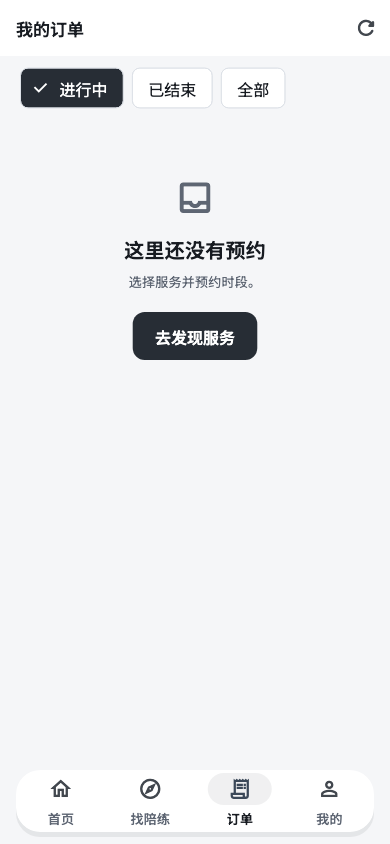 我的订单
进行中
已结束
全部
这里还没有预约
选择服务并预约时段。
去发现服务
首页
找陪练
订单
我的